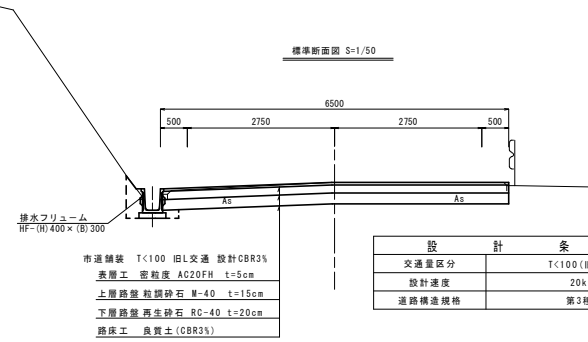 標準断面図 S=1/50
6500
500 2750 2750 500
As As
排水フリューム
HF-(H)400×(B)300
市道舗装 T<100 旧L交通 設計CBR3%
表層工 密粒度 AC20FH t=5cm
上層路盤 粒調砕石 M-40 t=15cm
下層路盤 再生砕石 RC-40 t=20cm
路床工 良質土(CBR3%)
設 計 条
交通量区分 T<100(旧
設計速度 20k
道路構造規格 第3種